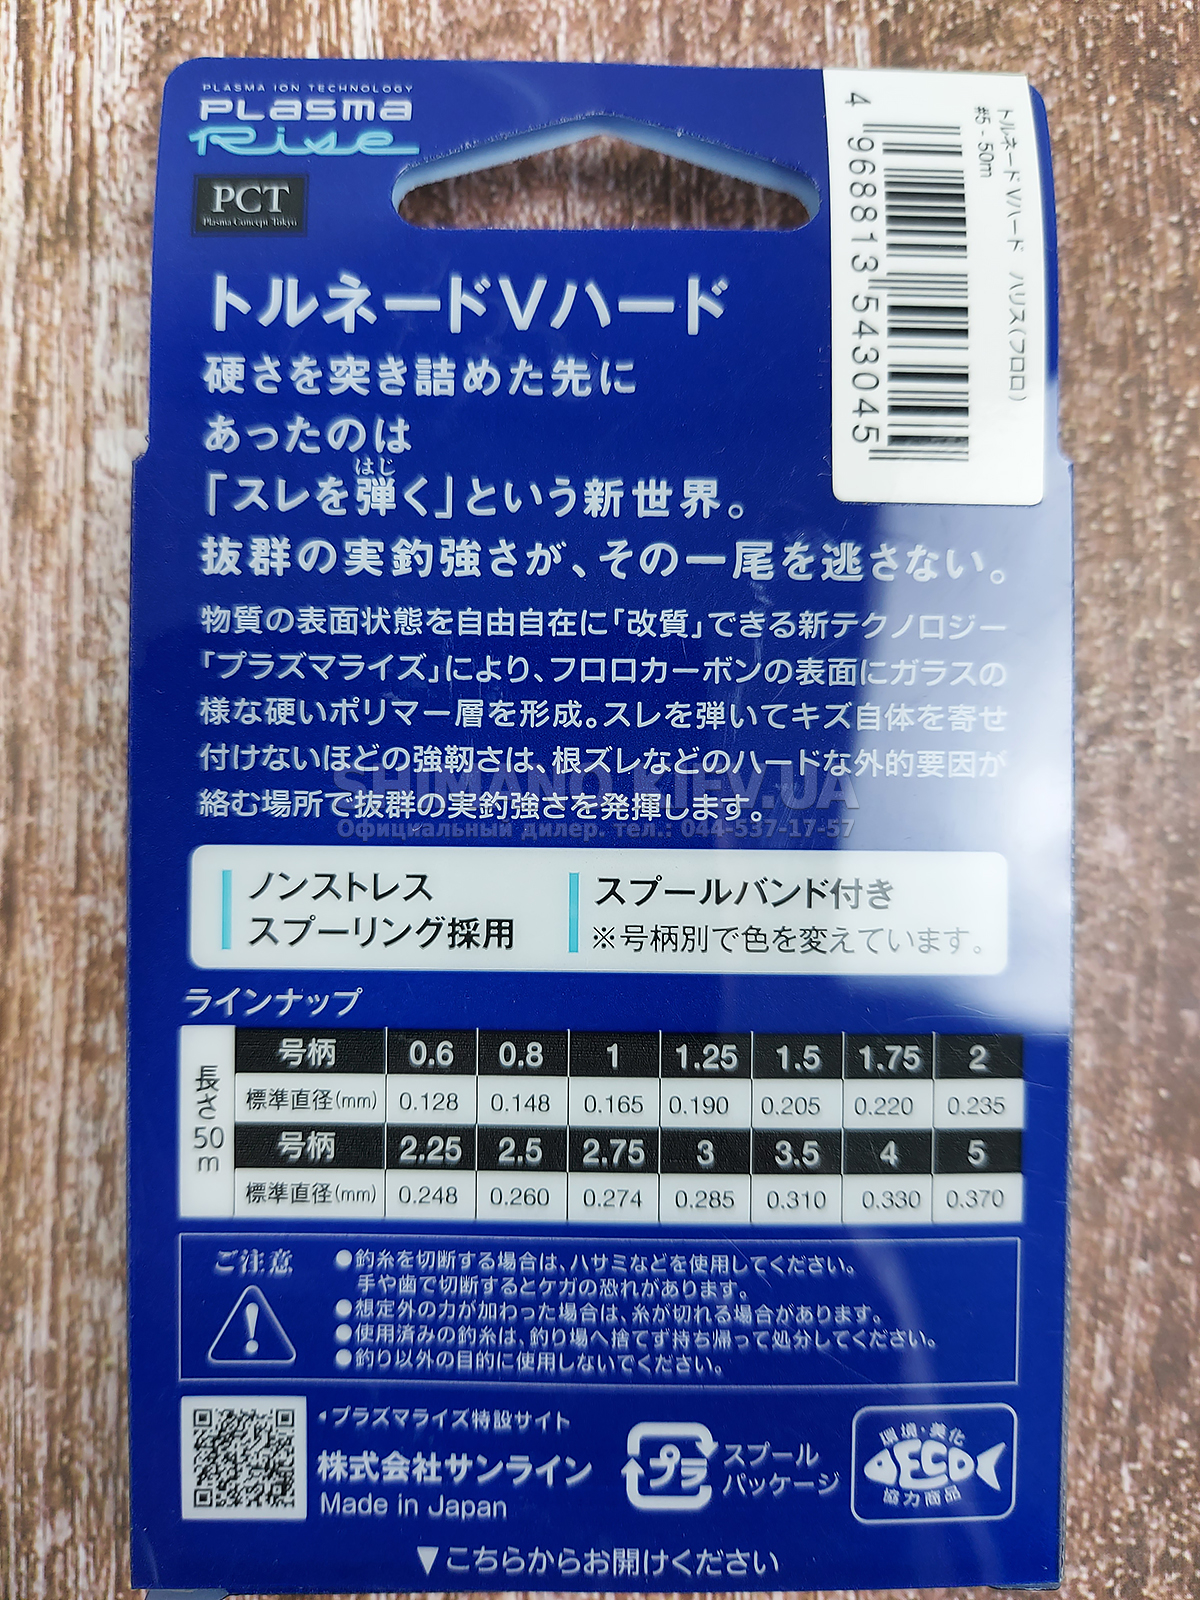 PLASMA ION TECHNOLOGY
PLASMA
Rise
PCT
Plasma Concept Tokyo
トルネードVハード ハリス(フロロ)
#5 - 50m
4 968813 543045
トルネードVハード
硬さを突き詰めた先に
あったのは
はじ
「スレを弾く」という新世界。
抜群の実釣強さが、その一尾を逃さない。
物質の表面状態を自由自在に「改質」できる新テクノロジー
「プラズマライズ」により、フロロカーボンの表面にガラスの
様な硬いポリマー層を形成。スレを弾いてキズ自体を寄せ
付けないほどの強靭さは、根ズレなどのハードな外的要因が
絡む場所で抜群の実釣強さを発揮します。
SHIMANO.KIEV.UA
Официальный дилер. тел.: 044-537-17-57
ノンストレス
スプーリング採用
スプールバンド付き
※号柄別で色を変えています。
ラインナップ
長さ50m
号柄 0.6 0.8 1 1.25 1.5 1.75 2
標準直径(mm) 0.128 0.148 0.165 0.190 0.205 0.220 0.235
号柄 2.25 2.5 2.75 3 3.5 4 5
標準直径(mm) 0.248 0.260 0.274 0.285 0.310 0.330 0.370
ご注意
●釣糸を切断する場合は、ハサミなどを使用してください。
手や歯で切断するとケガの恐れがあります。
●想定外の力が加わった場合は、糸が切れる場合があります。
●使用済みの釣糸は、釣り場へ捨てず持ち帰って処分してください。
●釣り以外の目的に使用しないでください。
◂プラズマライズ特設サイト
株式会社サンライン
Made in Japan
プラ
スプール
パッケージ
環境・美化
ECO
協力商品
▼こちらからお開けください